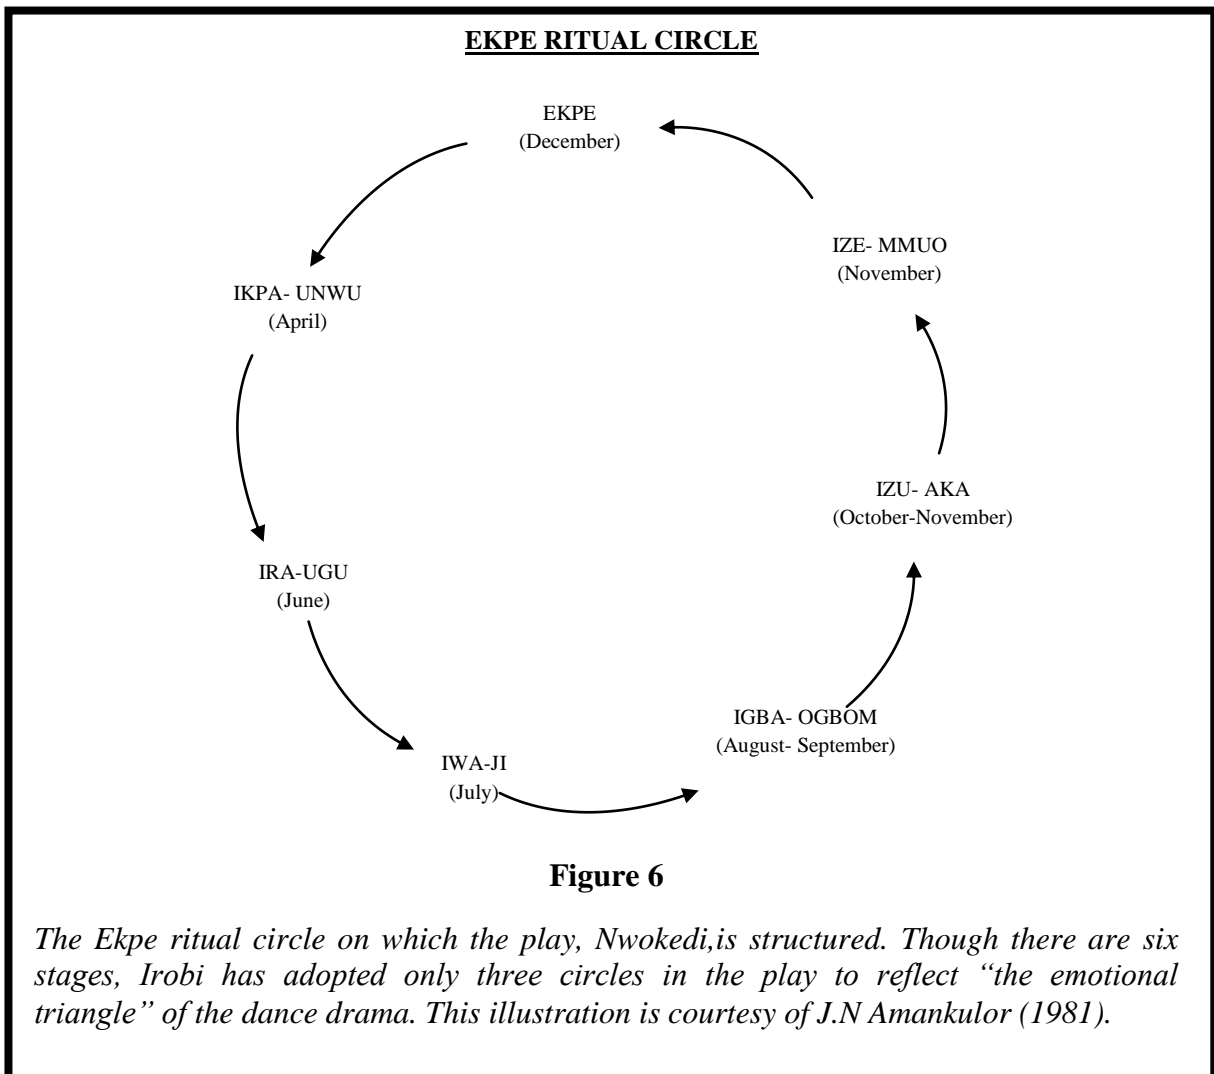 EKPE RITUAL CIRCLE
EKPE
(December)
IZE- MMUO
(November)
IKPA- UNWU
(April)
IZU- AKA
(October-November)
IRA-UGU
(June)
IGBA- OGBOM
(August- September)
IWA-JI
(July)
Figure 6
The Ekpe ritual circle on which the play, Nwokedi,is structured. Though there are six
stages, Irobi has adopted only three circles in the play to reflect “the emotional
triangle” of the dance drama. This illustration is courtesy of J.N Amankulor (1981).